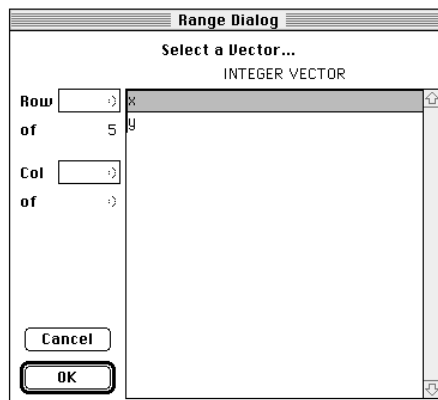 Range Dialog
Select a Vector...
INTEGER VECTOR
Row :)
of 5
Col :)
of :)
x
y
Cancel
OK